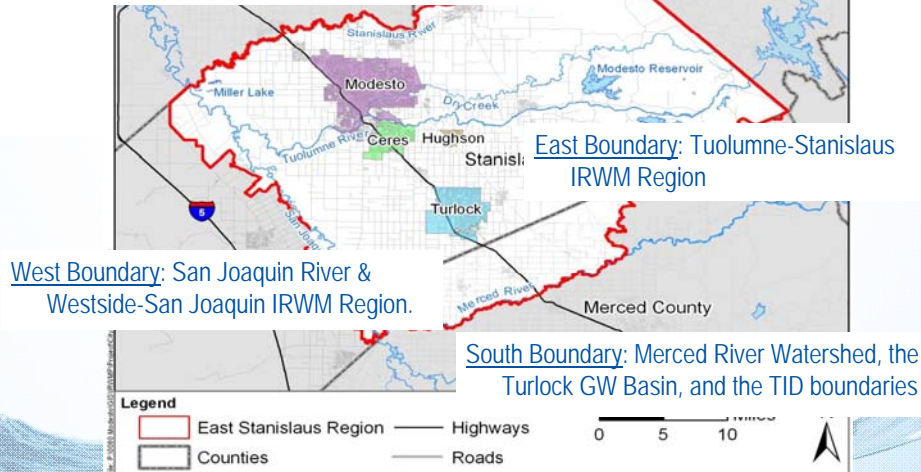 Stanislaus River
Modesto
Modesto Reservoir
Miller Lake
Dry Creek
Tuolumne River
Ceres
Hughson
East Boundary: Tuolumne-Stanislaus
IRWM Region
5
Turlock
West Boundary: San Joaquin River &
Westside-San Joaquin IRWM Region.
Merced River
Merced County
South Boundary: Merced River Watershed, the
Turlock GW Basin, and the TID boundaries
Legend
East Stanislaus Region
Highways
Counties
Roads
0 5 10